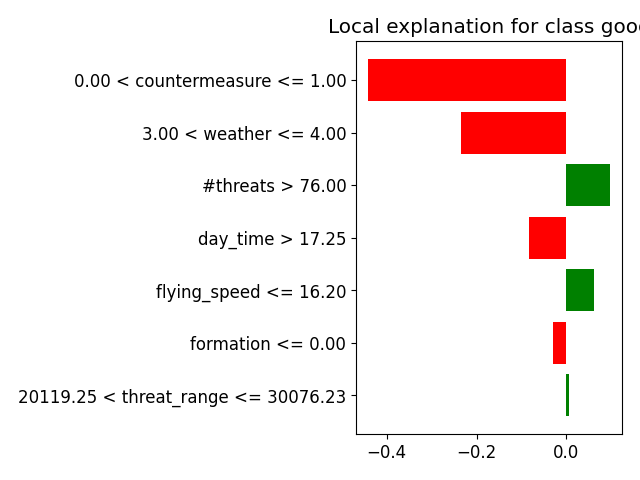 Local explanation for class goo
0.00 < countermeasure <= 1.00
3.00 < weather <= 4.00
#threats > 76.00
day_time > 17.25
flying_speed <= 16.20
formation <= 0.00
20119.25 < threat_range <= 30076.23
−0.4 −0.2 0.0